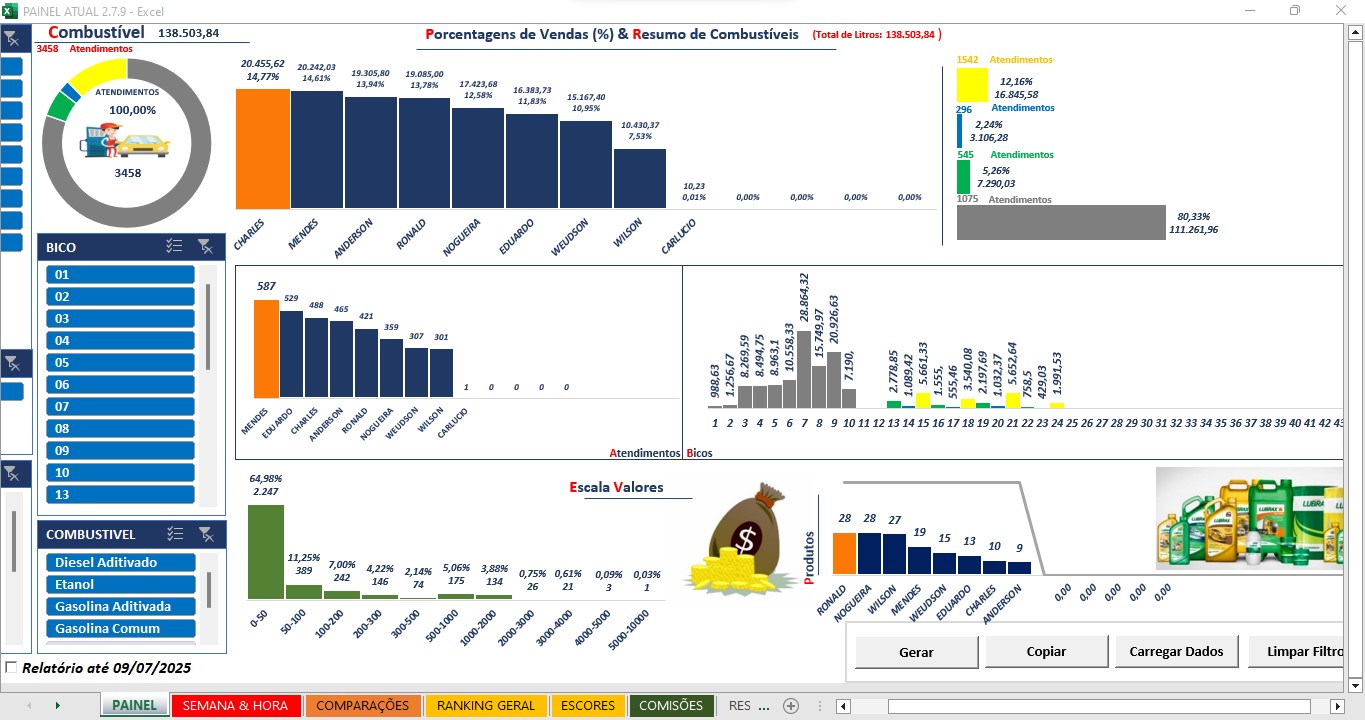 PAINEL ATUAL 2.7.9 - Excel
Combustível 138.503,84
3458 Atendimentos
ATENDIMENTOS
100,00%
3458
Porcentagens de Vendas (%) & Resumo de Combustíveis (Total de Litros: 138.503,84 )
20.455,62 20.242,03 19.305,80 19.085,00 17.423,68 16.383,73 15.167,40 10.430,37 10,23
14,77% 14,61% 13,94% 13,78% 12,58% 11,83% 10,95% 7,53% 0,01% 0,00% 0,00% 0,00% 0,00%
CHARLES MENDES ANDERSON RONALD NOGUEIRA EDUARDO WEUDSON WILSON CARLUCIO
1542 Atendimentos
12,16%
16.845,58
296 Atendimentos
2,24%
3.106,28
545 Atendimentos
5,26%
7.290,03
1075 Atendimentos
80,33%
111.261,96
BICO
01
02
03
04
05
06
07
08
09
10
13
587 529 488 465 421 359 307 301 1 0 0 0 0
MENDES EDUARDO CHARLES ANDERSON RONALD NOGUEIRA WEUDSON WILSON CARLUCIO
Atendimentos
988,63 1.256,67 8.269,59 8.494,75 8.963,1 10.558,33 28.864,32 15.749,97 20.926,63 7.190, 2.778,85 1.089,42 5.661,33 1.555, 555,46 3.540,08 2.197,69 1.032,37 5.652,64 758,5 429,03 1.991,53
1 2 3 4 5 6 7 8 9 10 13 14 15 16 17 18 19 20 21 22 23 24 25 26 27 28 29 30 31 32 33 34 35 36 37 38 39 40 41 42 43
Bicos
COMBUSTIVEL
Diesel Aditivado
Etanol
Gasolina Aditivada
Gasolina Comum
Escala Valores
64,98% 11,25% 7,00% 4,22% 2,14% 5,06% 3,88% 0,75% 0,61% 0,09% 0,03%
2.247 389 242 146 74 175 134 26 21 3 1
0-50 50-100 100-200 200-300 300-500 500-1000 1000-2000 2000-3000 3000-4000 4000-5000 5000-10000
$
Produtos
28 28 27 19 15 13 10 9
RONALD NOGUEIRA WILSON MENDES WEUDSON EDUARDO CHARLES ANDERSON 0,00 0,00 0,00 0,00 0,00
LUBRAX
Gerar Copiar Carregar Dados Limpar Filtro
Relatório até 09/07/2025
PAINEL SEMANA & HORA COMPARAÇÕES RANKING GERAL ESCORES COMISÕES RES ...